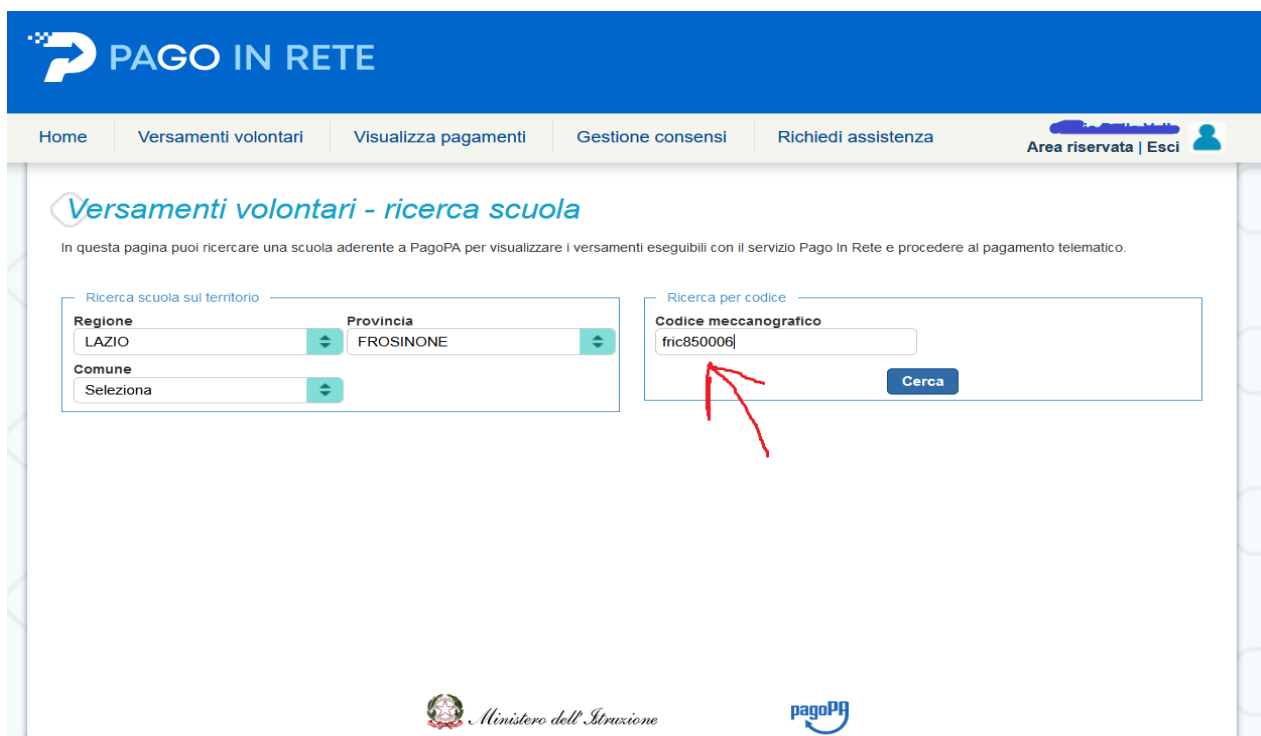 PAGO IN RETE
Home Versamenti volontari Visualizza pagamenti Gestione consensi Richiedi assistenza
Area riservata | Esci
Versamenti volontari - ricerca scuola
In questa pagina puoi ricercare una scuola aderente a PagoPA per visualizzare i versamenti eseguibili con il servizio Pago In Rete e procedere al pagamento telematico.
Ricerca scuola sul territorio
Regione Provincia
LAZIO FROSINONE
Comune
Seleziona
Ricerca per codice
Codice meccanografico
fric850006
Cerca
Ministero dell'Istruzione
pagoPA